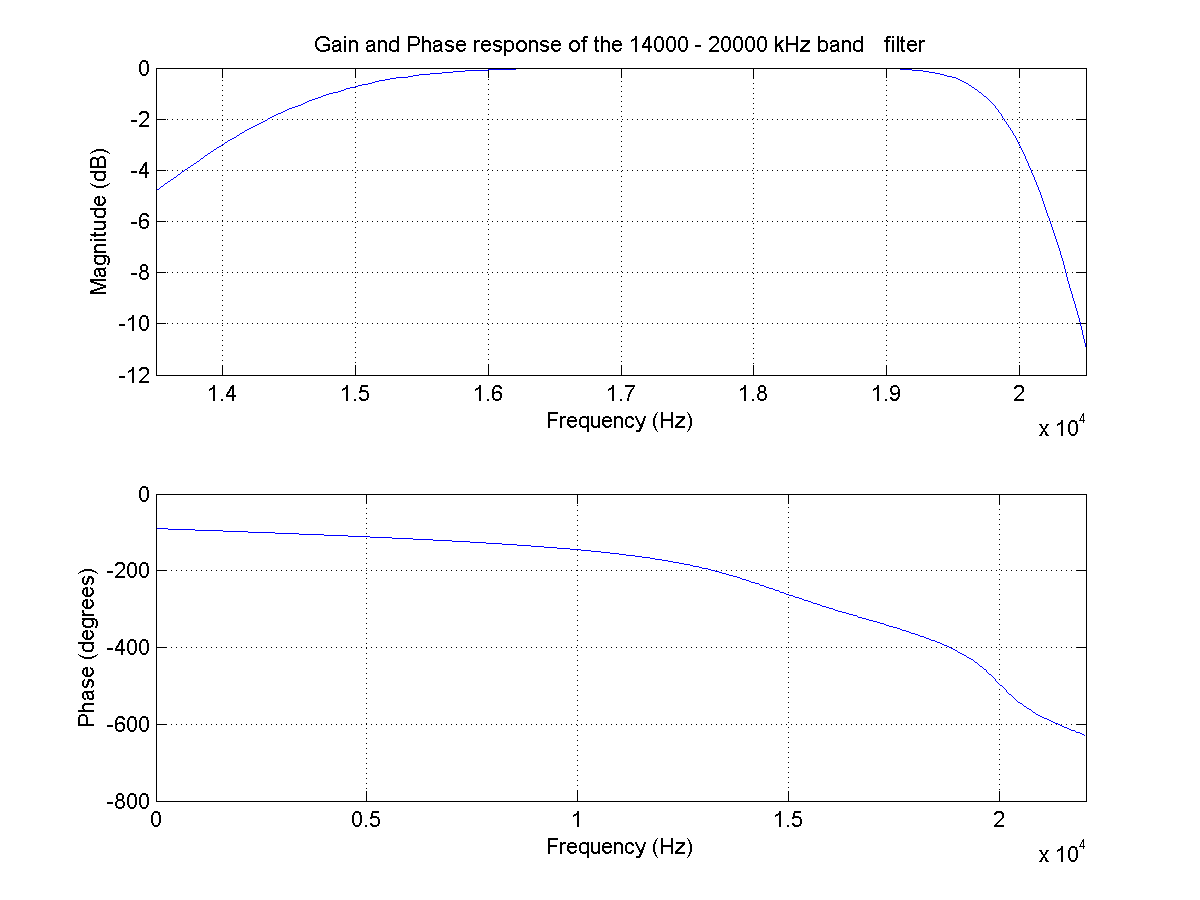 Gain and Phase response of the 14000 - 20000 kHz band filter
0
-2
-4
-6
-8
-10
-12
Magnitude (dB)
1.4 1.5 1.6 1.7 1.8 1.9 2
Frequency (Hz)
x 10^4
0
-200
-400
-600
-800
Phase (degrees)
0 0.5 1 1.5 2
Frequency (Hz)
x 10^4